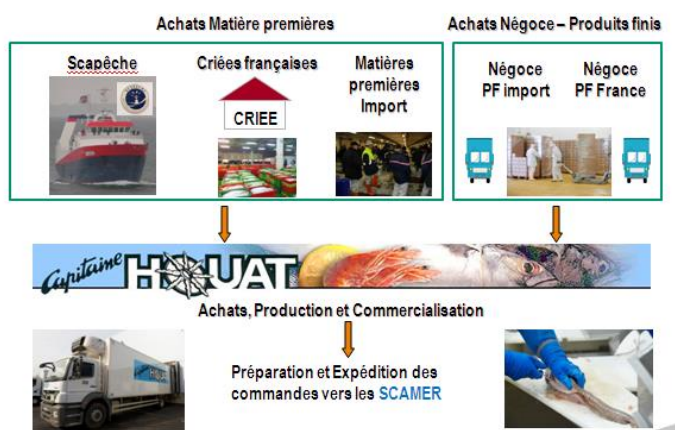 Achats Matière premières
Achats Négoce – Produits finis
Scapêche
Criées françaises
CRIEE
Matières
premières
Import
Négoce
PF import
Négoce
PF France
Capitaine HOUAT
Achats, Production et Commercialisation
Préparation et Expédition des
commandes vers les SCAMER
HOUAT